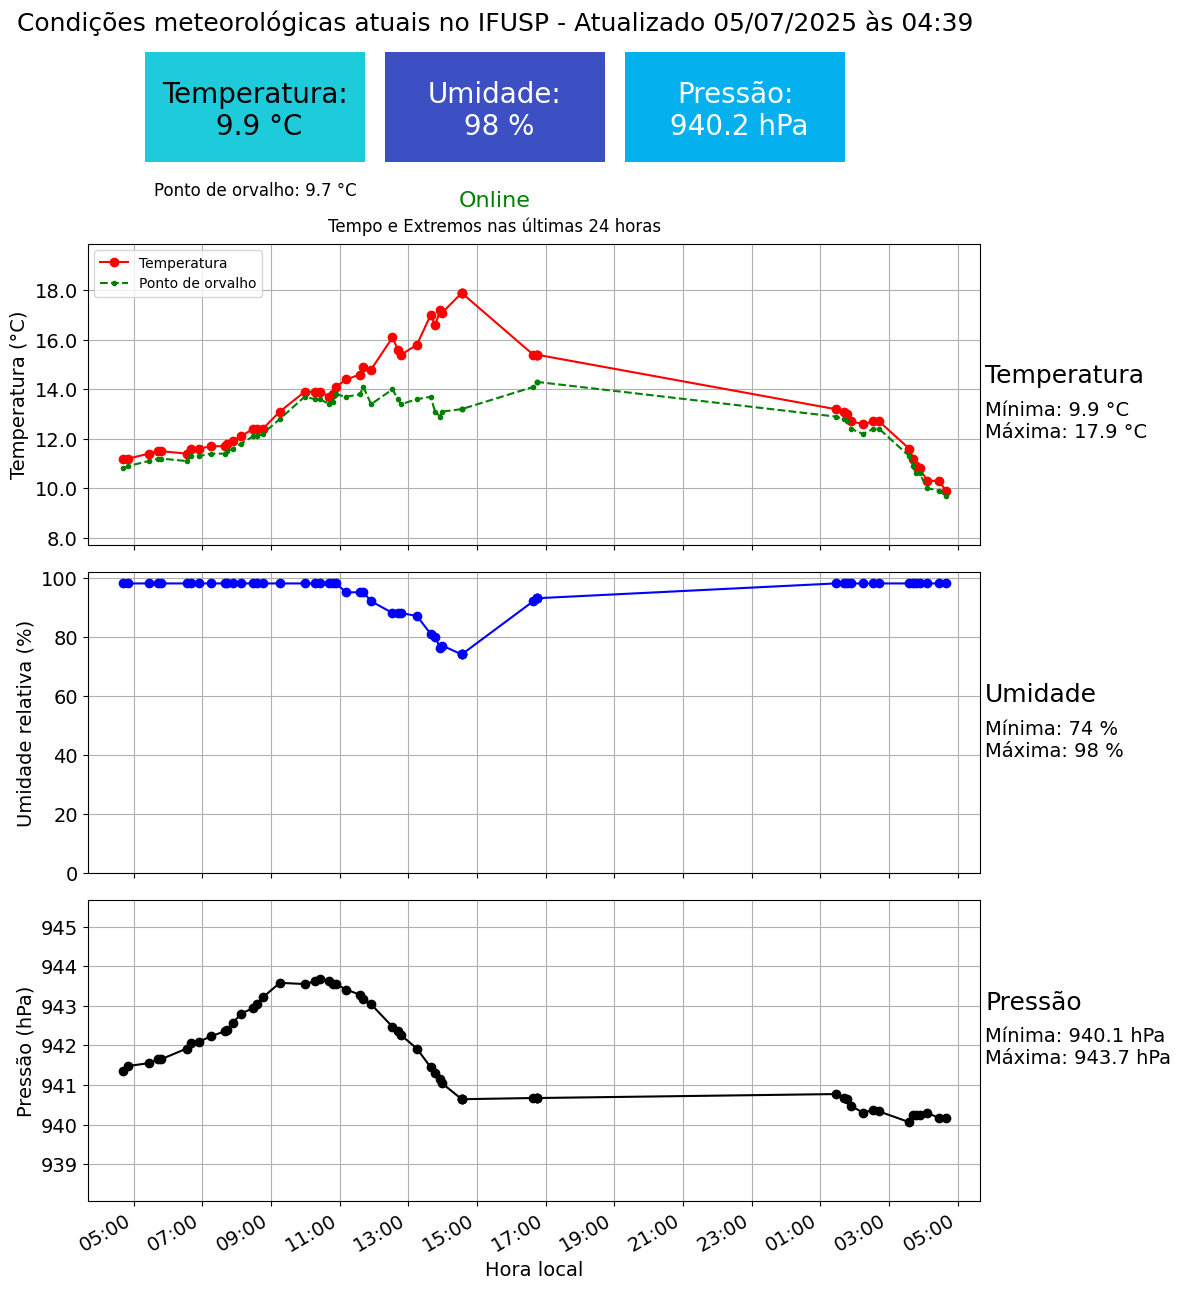 Condições meteorológicas atuais no IFUSP - Atualizado 05/07/2025 às 04:39
Temperatura:
9.9 °C
Umidade:
98 %
Pressão:
940.2 hPa
Ponto de orvalho: 9.7 °C
Online
Tempo e Extremos nas últimas 24 horas
Temperatura
Ponto de orvalho
Temperatura (°C)
18.0
16.0
14.0
12.0
10.0
8.0
Temperatura
Mínima: 9.9 °C
Máxima: 17.9 °C
Umidade relativa (%)
100
80
60
40
20
0
Umidade
Mínima: 74 %
Máxima: 98 %
Pressão (hPa)
945
944
943
942
941
940
939
Pressão
Mínima: 940.1 hPa
Máxima: 943.7 hPa
05:00 07:00 09:00 11:00 13:00 15:00 17:00 19:00 21:00 23:00 01:00 03:00 05:00
Hora local